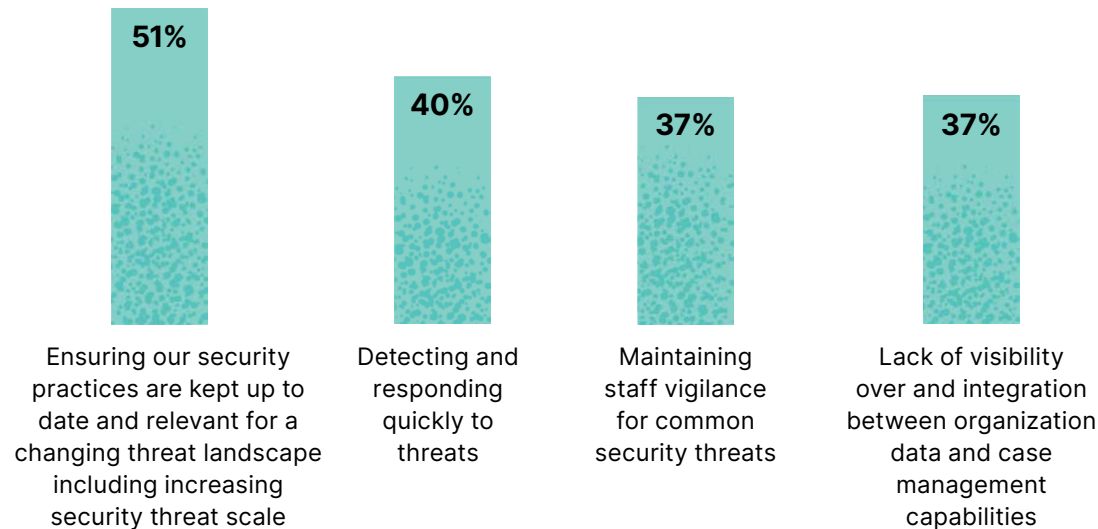 51%
40%
37%
37%
Ensuring our security
practices are kept up to
date and relevant for a
changing threat landscape
including increasing
security threat scale
Detecting and
responding
quickly to
threats
Maintaining
staff vigilance
for common
security threats
Lack of visibility
over and integration
between organization
data and case
management
capabilities